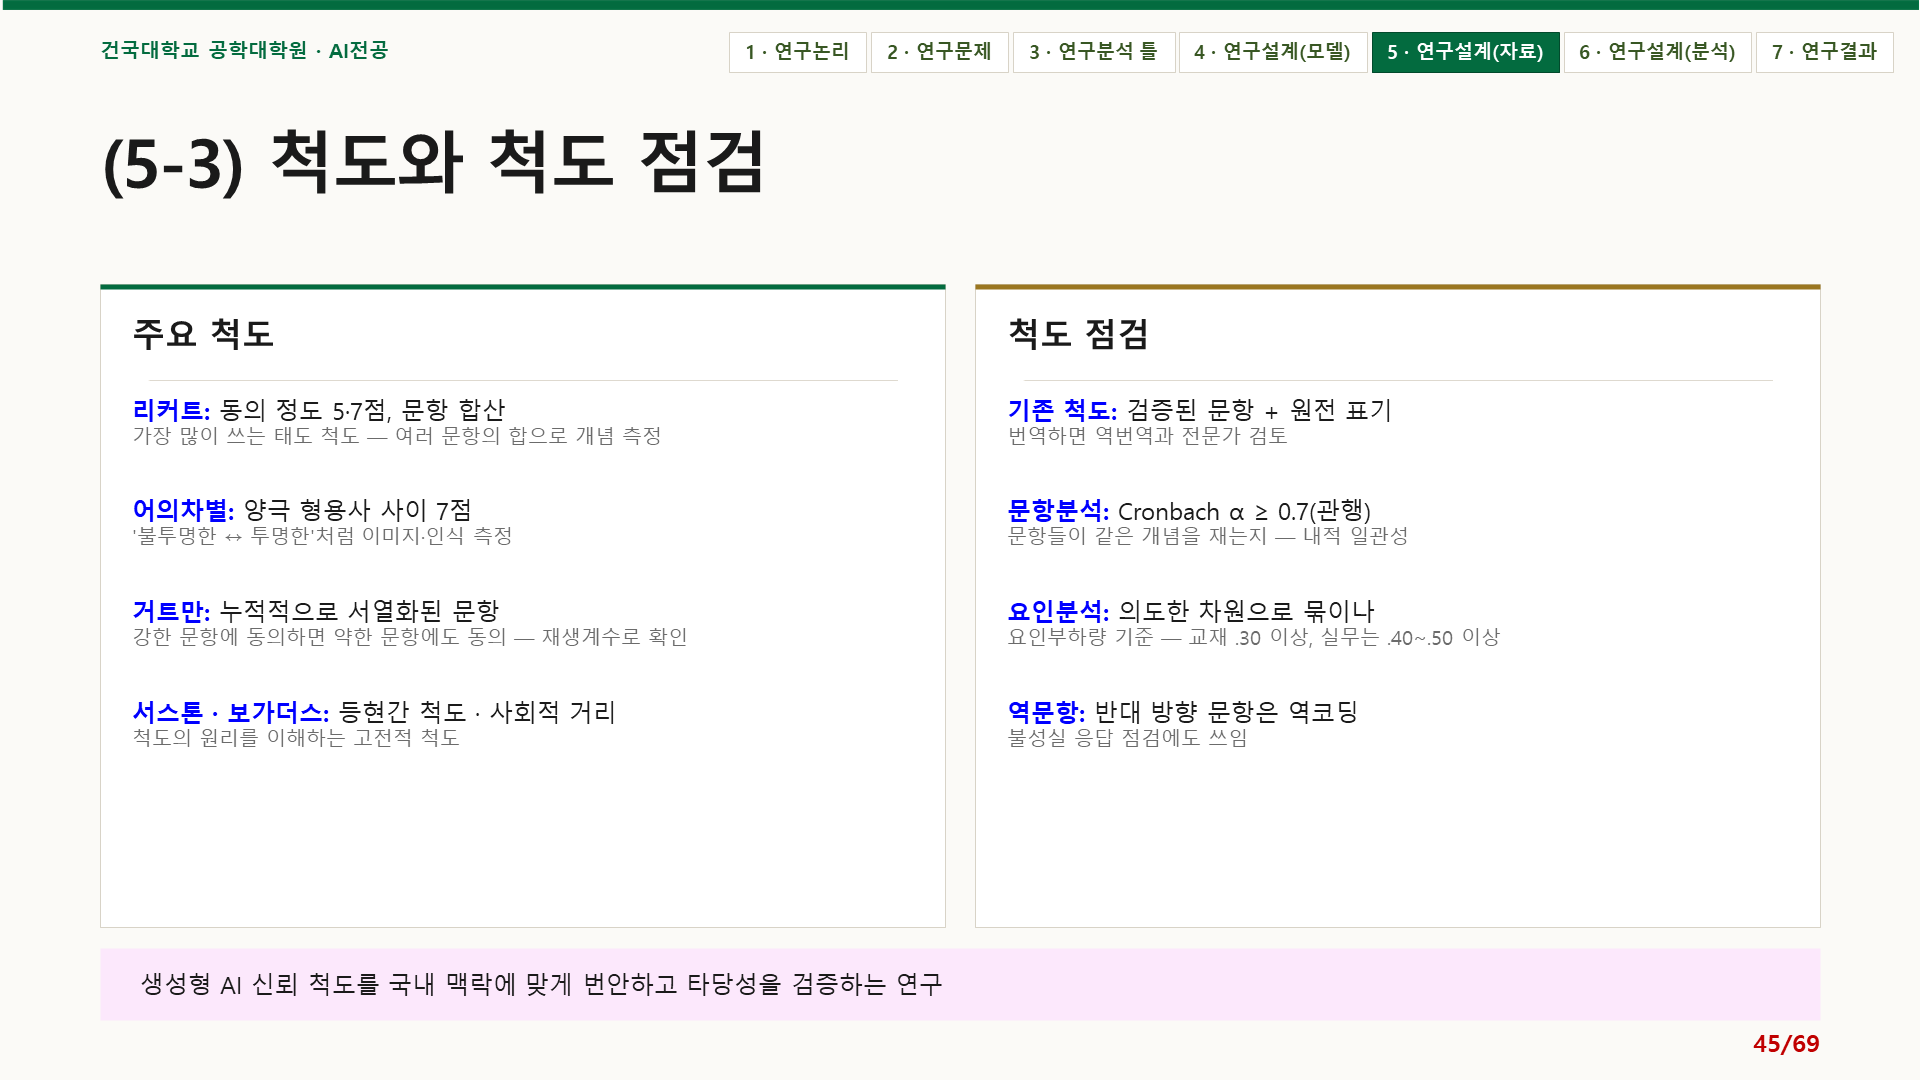 건국대학교 공학대학원 · AI전공
1 · 연구논리
2 · 연구문제
3 · 연구분석 틀
4 · 연구설계(모델)
5 · 연구설계(자료)
6 · 연구설계(분석)
7 · 연구결과
(5-3) 척도와 척도 점검
주요 척도
리커트: 동의 정도 5·7점, 문항 합산
가장 많이 쓰는 태도 척도 — 여러 문항의 합으로 개념 측정
어의차별: 양극 형용사 사이 7점
'불투명한 ↔ 투명한'처럼 이미지·인식 측정
거트만: 누적적으로 서열화된 문항
강한 문항에 동의하면 약한 문항에도 동의 — 재생계수로 확인
서스톤 · 보가더스: 등현간 척도 · 사회적 거리
척도의 원리를 이해하는 고전적 척도
척도 점검
기존 척도: 검증된 문항 + 원전 표기
번역하면 역번역과 전문가 검토
문항분석: Cronbach α ≥ 0.7(관행)
문항들이 같은 개념을 재는지 — 내적 일관성
요인분석: 의도한 차원으로 묶이나
요인부하량 기준 — 교재 .30 이상, 실무는 .40~.50 이상
역문항: 반대 방향 문항은 역코딩
불성실 응답 점검에도 쓰임
생성형 AI 신뢰 척도를 국내 맥락에 맞게 번안하고 타당성을 검증하는 연구
45/69